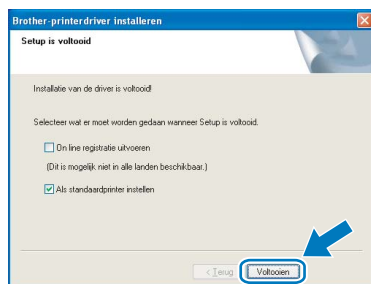 Brother-printerdriver installeren
Setup is voltooid
Installatie van de driver is voltooid!
Selecteer wat er moet worden gedaan wanneer Setup is voltooid.
On line registratie uitvoeren
(Dit is mogelijk niet in alle landen beschikbaar.)
Als standaardprinter instellen
< Terug
Voltooien